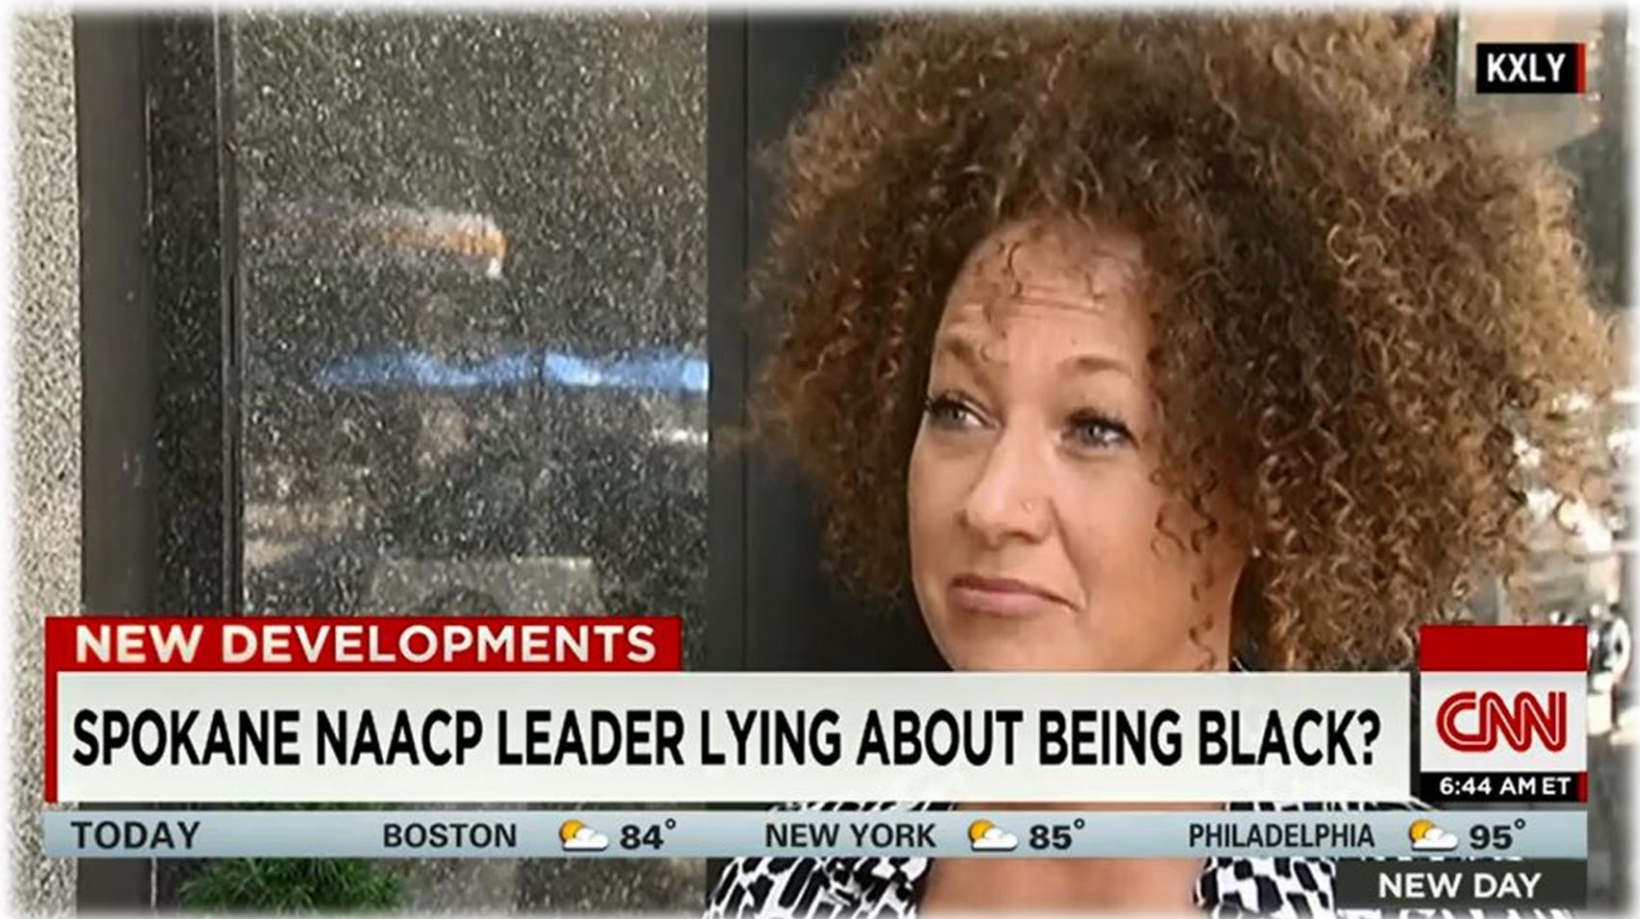 KXLY
NEW DEVELOPMENTS
SPOKANE NAACP LEADER LYING ABOUT BEING BLACK?
CNN
6:44 AM ET
TODAY BOSTON 84° NEW YORK 85° PHILADELPHIA 95°
NEW DAY